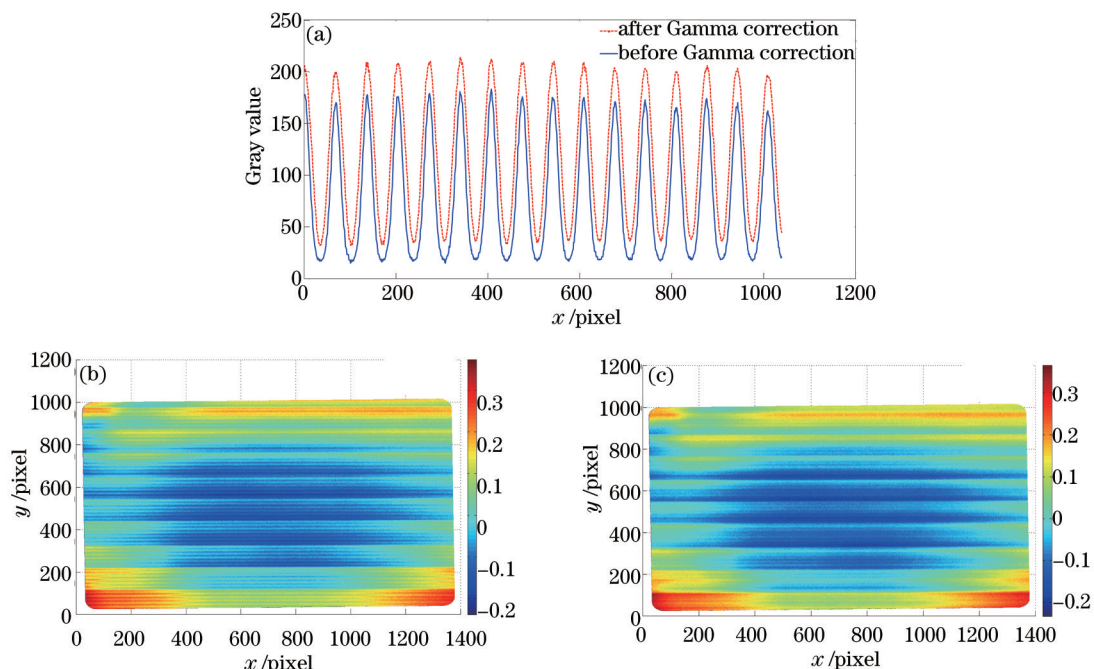 (a)
after Gamma correction
before Gamma correction
250
200
150
100
50
0
Gray value
0 200 400 600 800 1000 1200
x /pixel
(b)
1200
1000
800
600
400
200
0
y /pixel
0 200 400 600 800 1000 1200 1400
x /pixel
0.3
0.2
0.1
0
−0.1
−0.2
(c)
1200
1000
800
600
400
200
0
y /pixel
0 200 400 600 800 1000 1200 1400
x /pixel
0.3
0.2
0.1
0
−0.1
−0.2